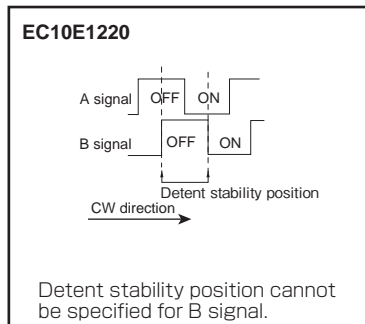 EC10E1220
A signal OFF ON
B signal OFF ON
Detent stability position
CW direction
Detent stability position cannot
be specified for B signal.